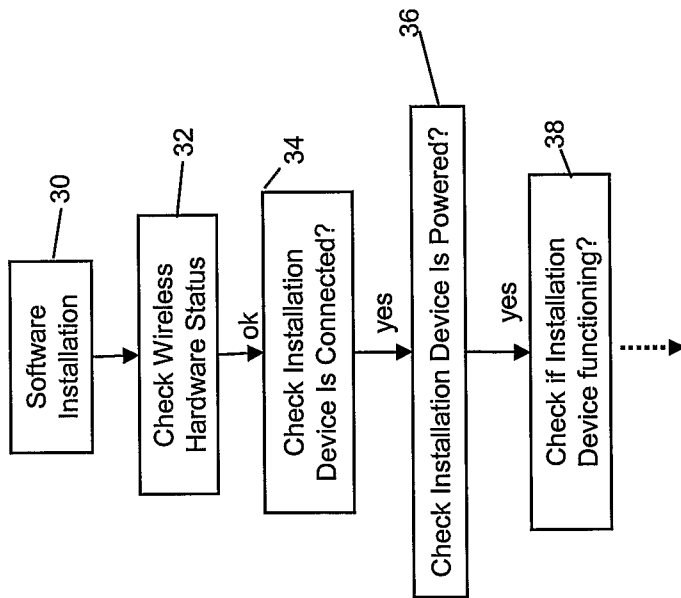 Software
Installation
30
Check Wireless
Hardware Status
32
ok
Check Installation
Device Is Connected?
34
yes
Check Installation Device Is Powered?
36
yes
Check if Installation
Device functioning?
38